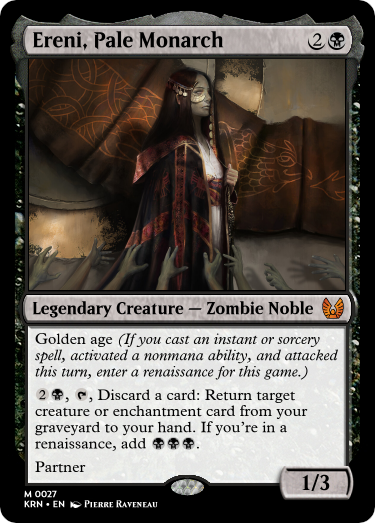 Ereni, Pale Monarch 2
Legendary Creature — Zombie Noble
Golden age (If you cast an instant or sorcery
spell, activated a nonmana ability, and attacked
this turn, enter a renaissance for this game.)
2, , Discard a card: Return target
creature or enchantment card from your
graveyard to your hand. If you're in a
renaissance, add .
Partner
1/3
M 0027
KRN • EN Pierre Raveneau